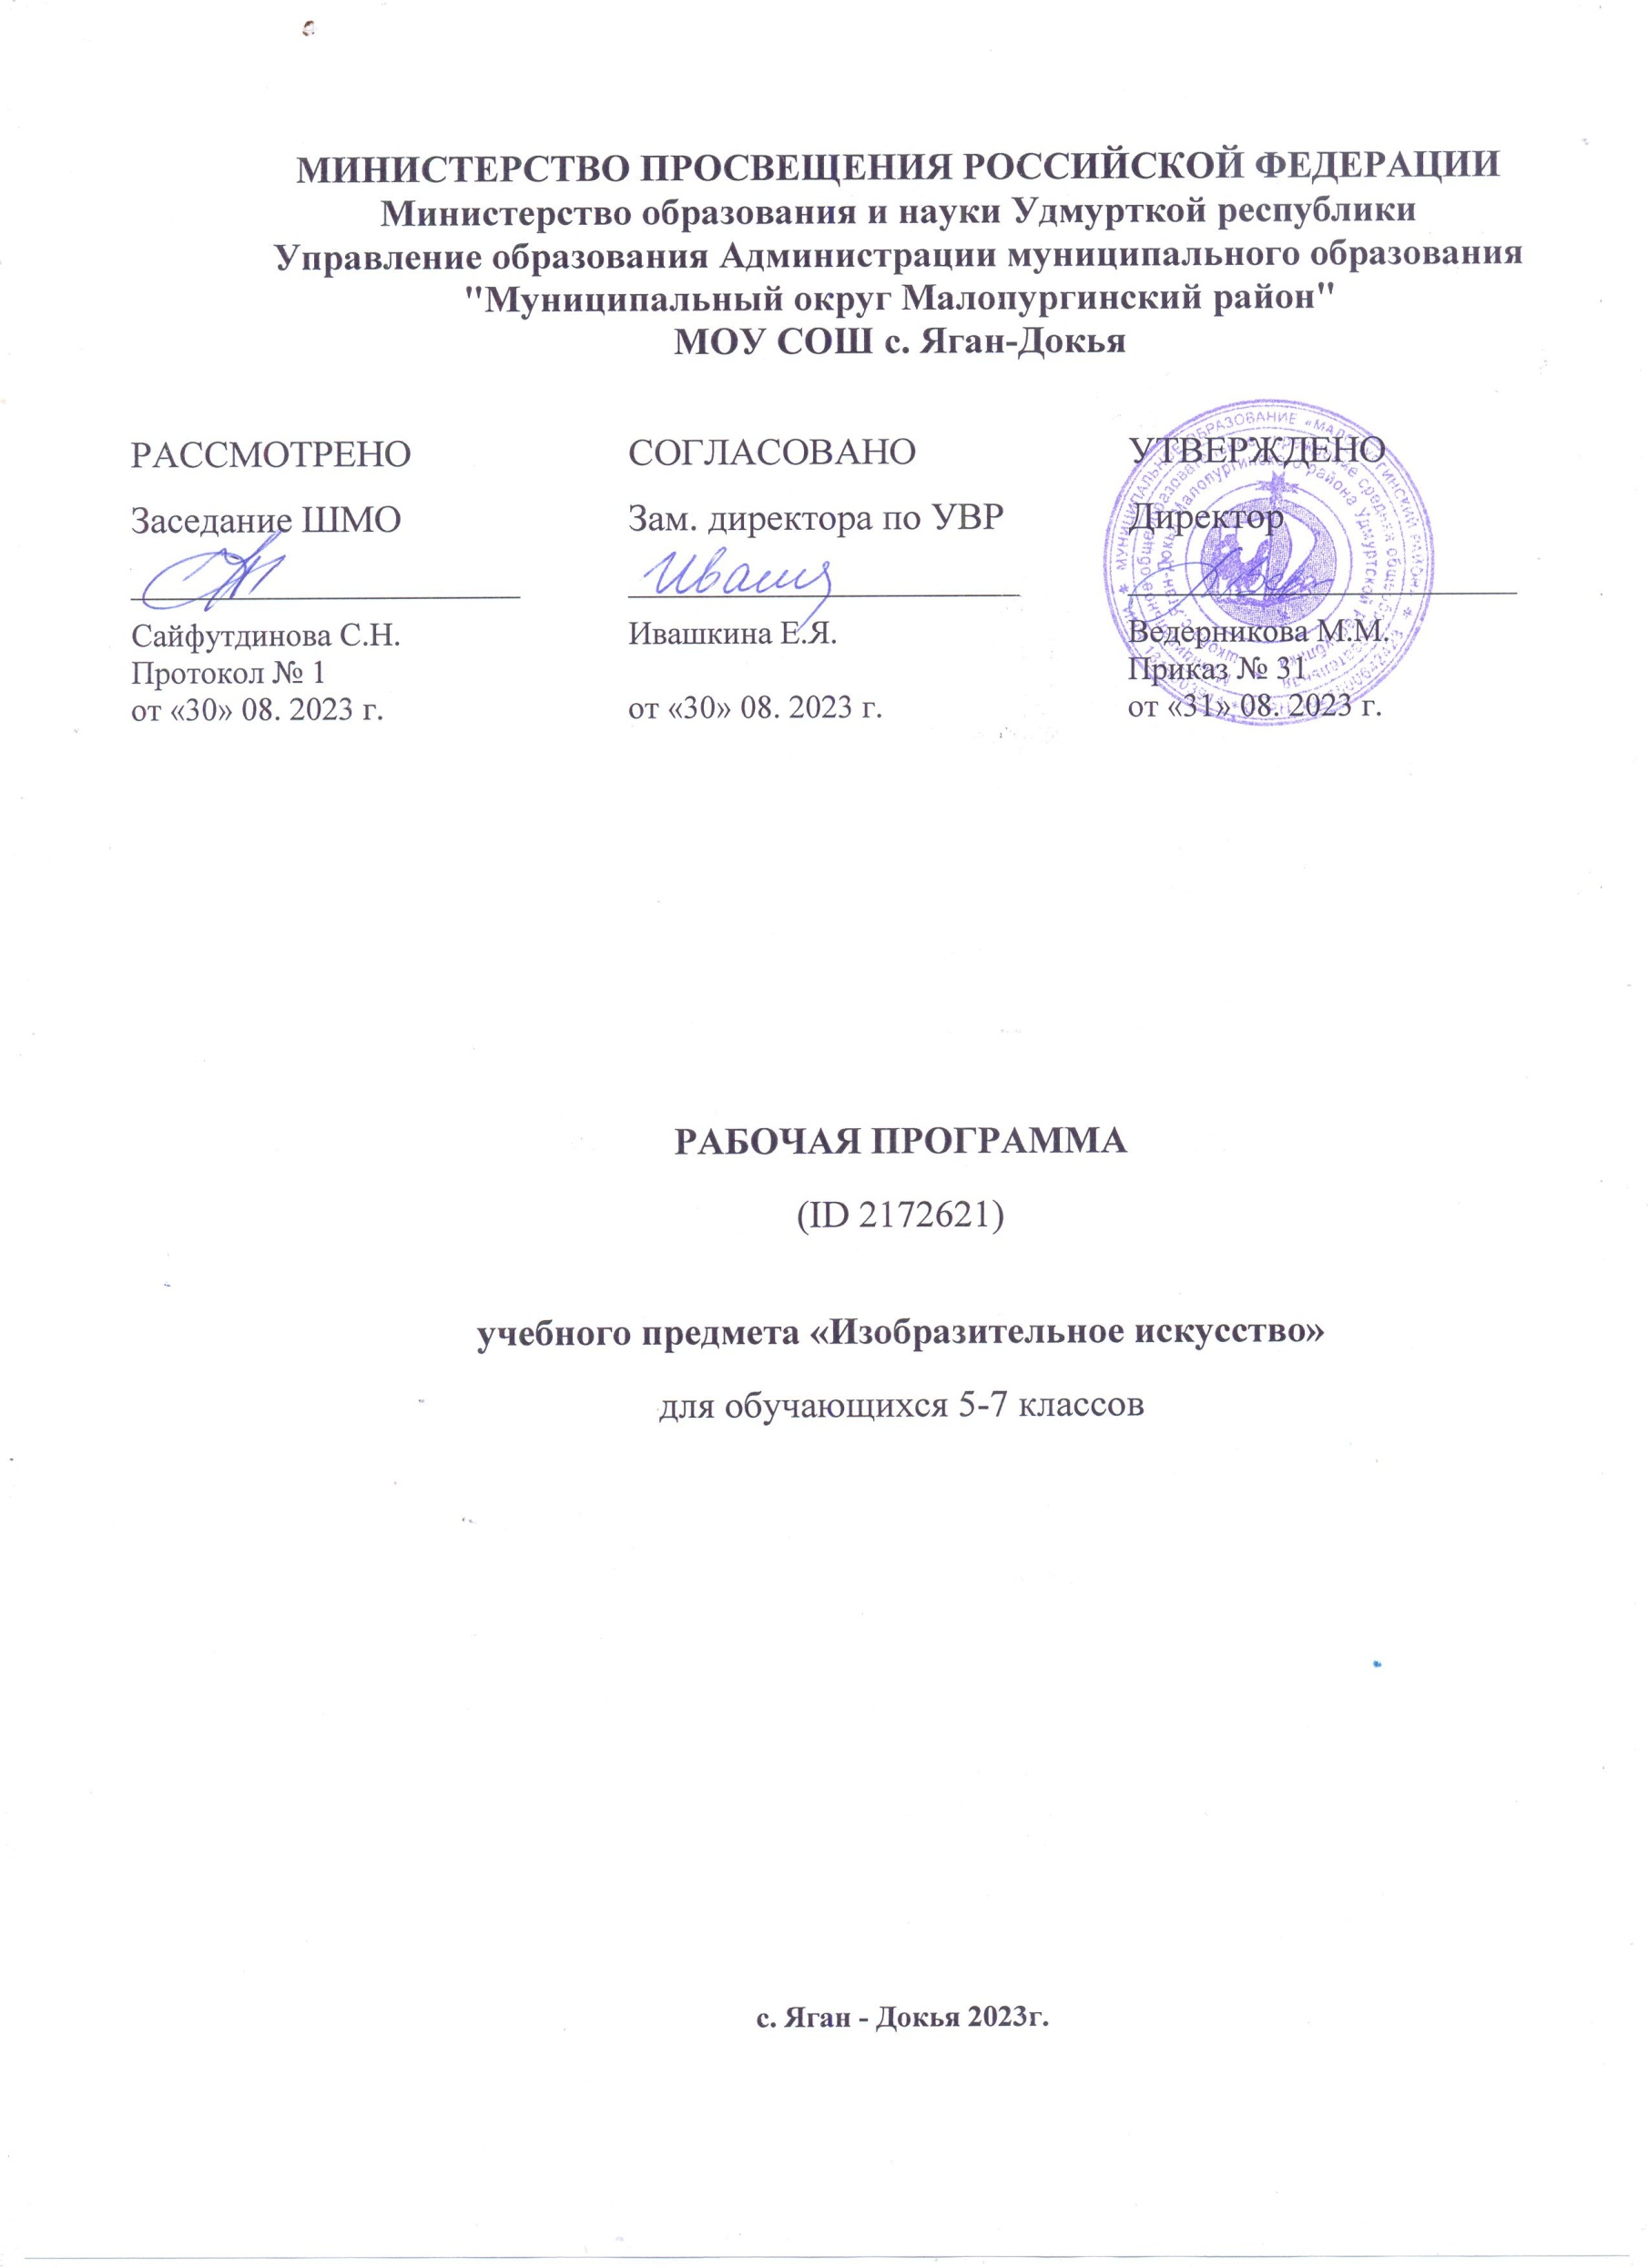 МИНИСТЕРСТВО ПРОСВЕЩЕНИЯ РОССИЙСКОЙ ФЕДЕРАЦИИ
Министерство образования и науки Удмурткой республики
Управление образования Администрации муниципального образования
"Муниципальный округ Малопургинский район"
МОУ СОШ с. Яган-Докья
РАССМОТРЕНО
Заседание ШМО
Сайфутдинова С.Н.
Протокол № 1
от «30» 08. 2023 г.
СОГЛАСОВАНО
Зам. директора по УВР
Ивашкина Е.Я.
от «30» 08. 2023 г.
УТВЕРЖДЕНО
Директор
Ведерникова М.М.
Приказ № 31
от «31» 08. 2023 г.
РАБОЧАЯ ПРОГРАММА
(ID 2172621)
учебного предмета «Изобразительное искусство»
для обучающихся 5-7 классов
с. Яган - Докья 2023г.